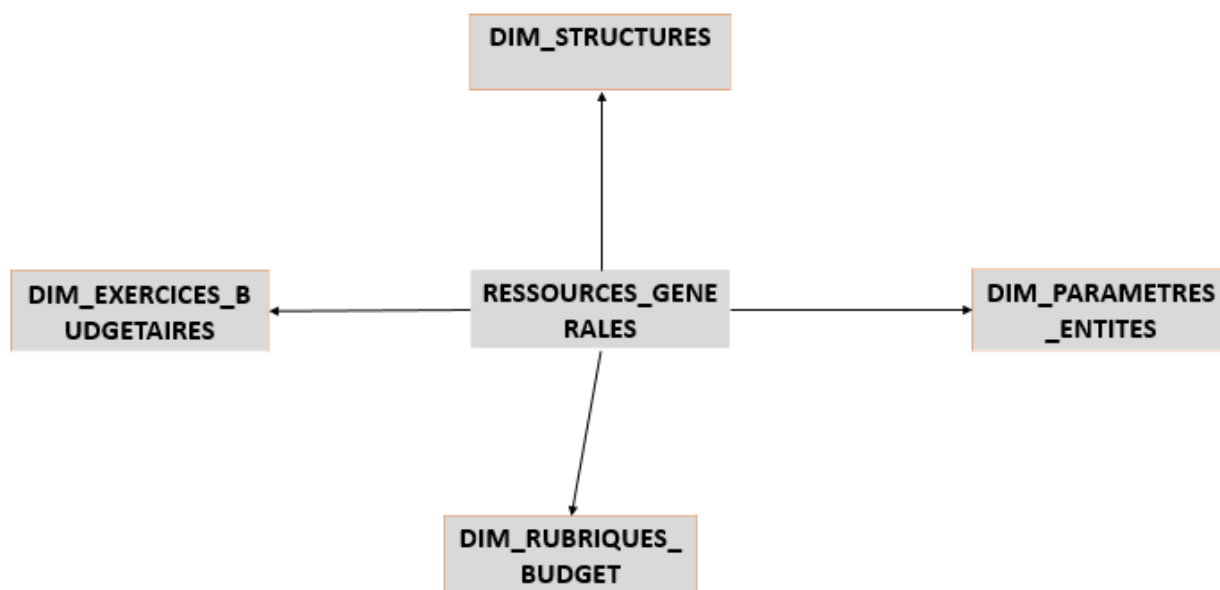 DIM_STRUCTURES
DIM_EXERCICES_B
UDGETAIRES
RESSOURCES_GENE
RALES
DIM_PARAMETRES
_ENTITES
DIM_RUBRIQUES_
BUDGET